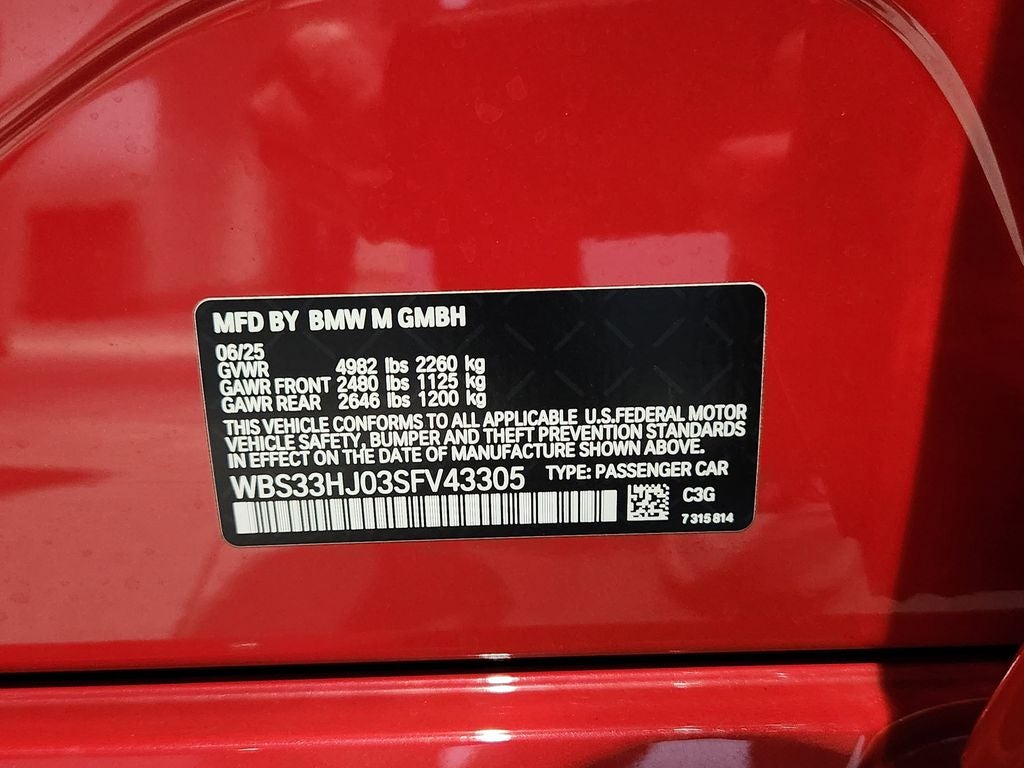 MFD BY BMW M GMBH
06/25
GVWR 4982 lbs 2260 kg
GAWR FRONT 2480 lbs 1125 kg
GAWR REAR 2646 lbs 1200 kg
THIS VEHICLE CONFORMS TO ALL APPLICABLE U.S.FEDERAL MOTOR
VEHICLE SAFETY, BUMPER AND THEFT PREVENTION STANDARDS
IN EFFECT ON THE DATE OF MANUFACTURE SHOWN ABOVE.
WBS33HJ03SFV43305 TYPE: PASSENGER CAR
C3G
7 315 814